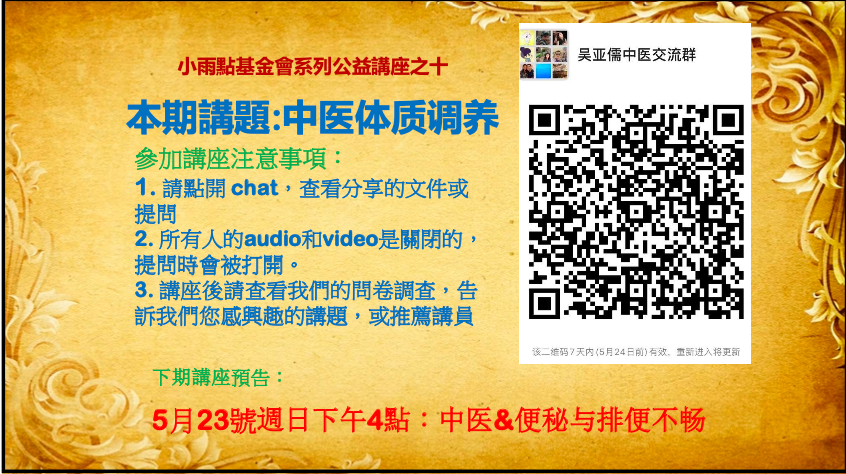 小雨點基金會系列公益講座之十
本期講題:中医体质调养
參加講座注意事項：
1. 請點開 chat，查看分享的文件或
提問
2. 所有人的audio和video是關閉的，
提問時會被打開。
3. 講座後請查看我們的問卷調查，告
訴我們您感興趣的講題，或推薦講員
下期講座預告：
5月23號週日下午4點：中医&便秘与排便不畅
吴亚儒中医交流群
该二维码7天内(5月24日前)有效，重新进入将更新